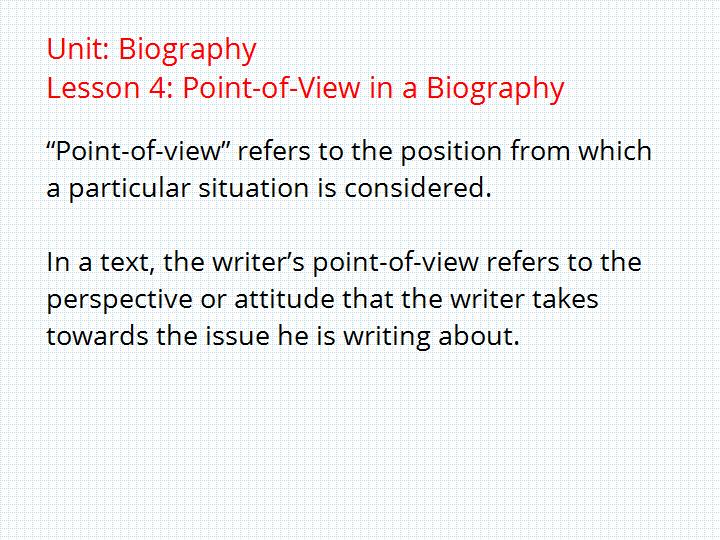 Unit: Biography
Lesson 4: Point-of-View in a Biography
“Point-of-view” refers to the position from which
a particular situation is considered.
In a text, the writer’s point-of-view refers to the
perspective or attitude that the writer takes
towards the issue he is writing about.